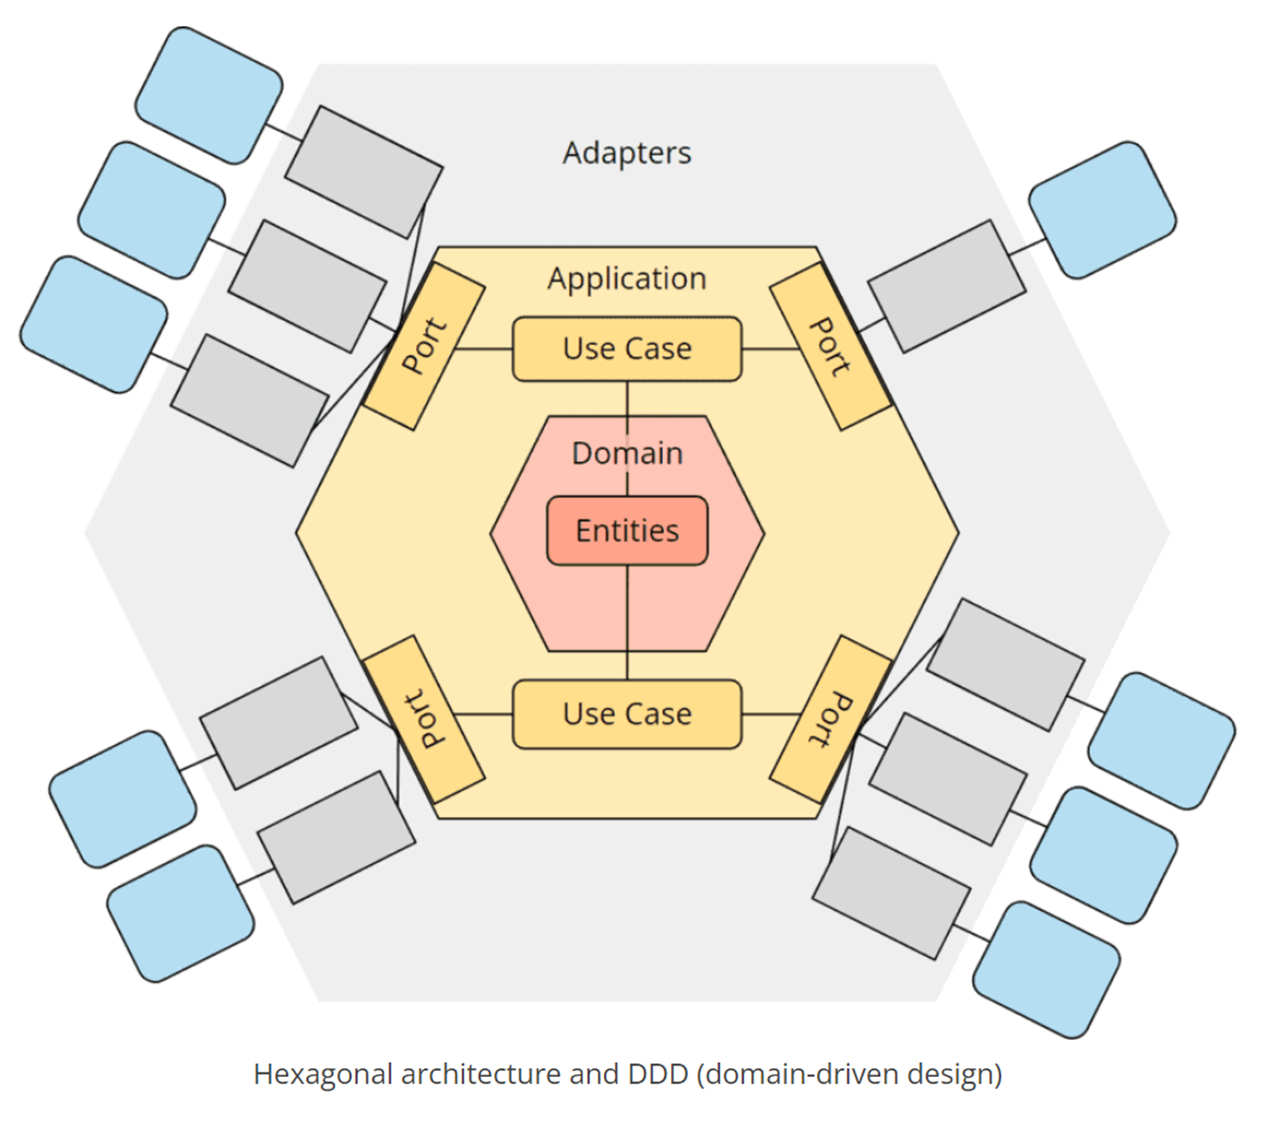 Adapters
Application
Port
Use Case
Port
Domain
Entities
Port
Use Case
Port
Hexagonal architecture and DDD (domain-driven design)